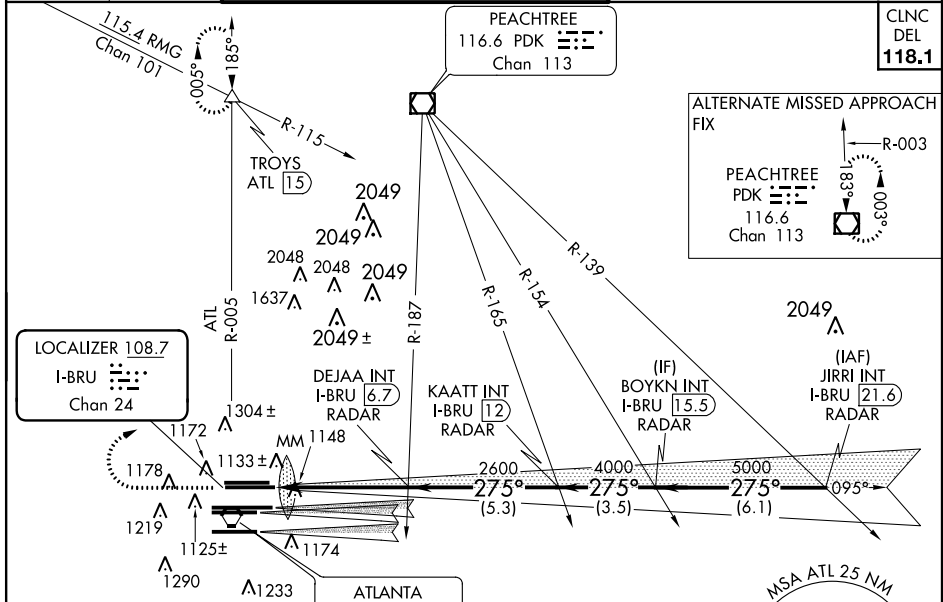 115.4 RMG
Chan 101
005°
185°
R-115
TROYS
ATL 15
PEACHTREE
116.6 PDK
Chan 113
CLNC
DEL
118.1
ALTERNATE MISSED APPROACH
FIX
R-003
PEACHTREE
PDK
116.6
Chan 113
183°
003°
2049
2049
2048
2048
2049
1637
2049±
ATL
R-005
R-187
R-165
R-154
R-139
2049
LOCALIZER 108.7
I-BRU
Chan 24
DEJAA INT
I-BRU 6.7
RADAR
KAATT INT
I-BRU 12
RADAR
(IF)
BOYKN INT
I-BRU 15.5
RADAR
(IAF)
JIRRI INT
I-BRU 21.6
RADAR
1304±
1172
1133±
MM
1148
1178
2600
4000
5000
275°
275°
275°
095°
(5.3)
(3.5)
(6.1)
1219
1125±
1174
1290
1233
ATLANTA
MSA ATL 25 NM